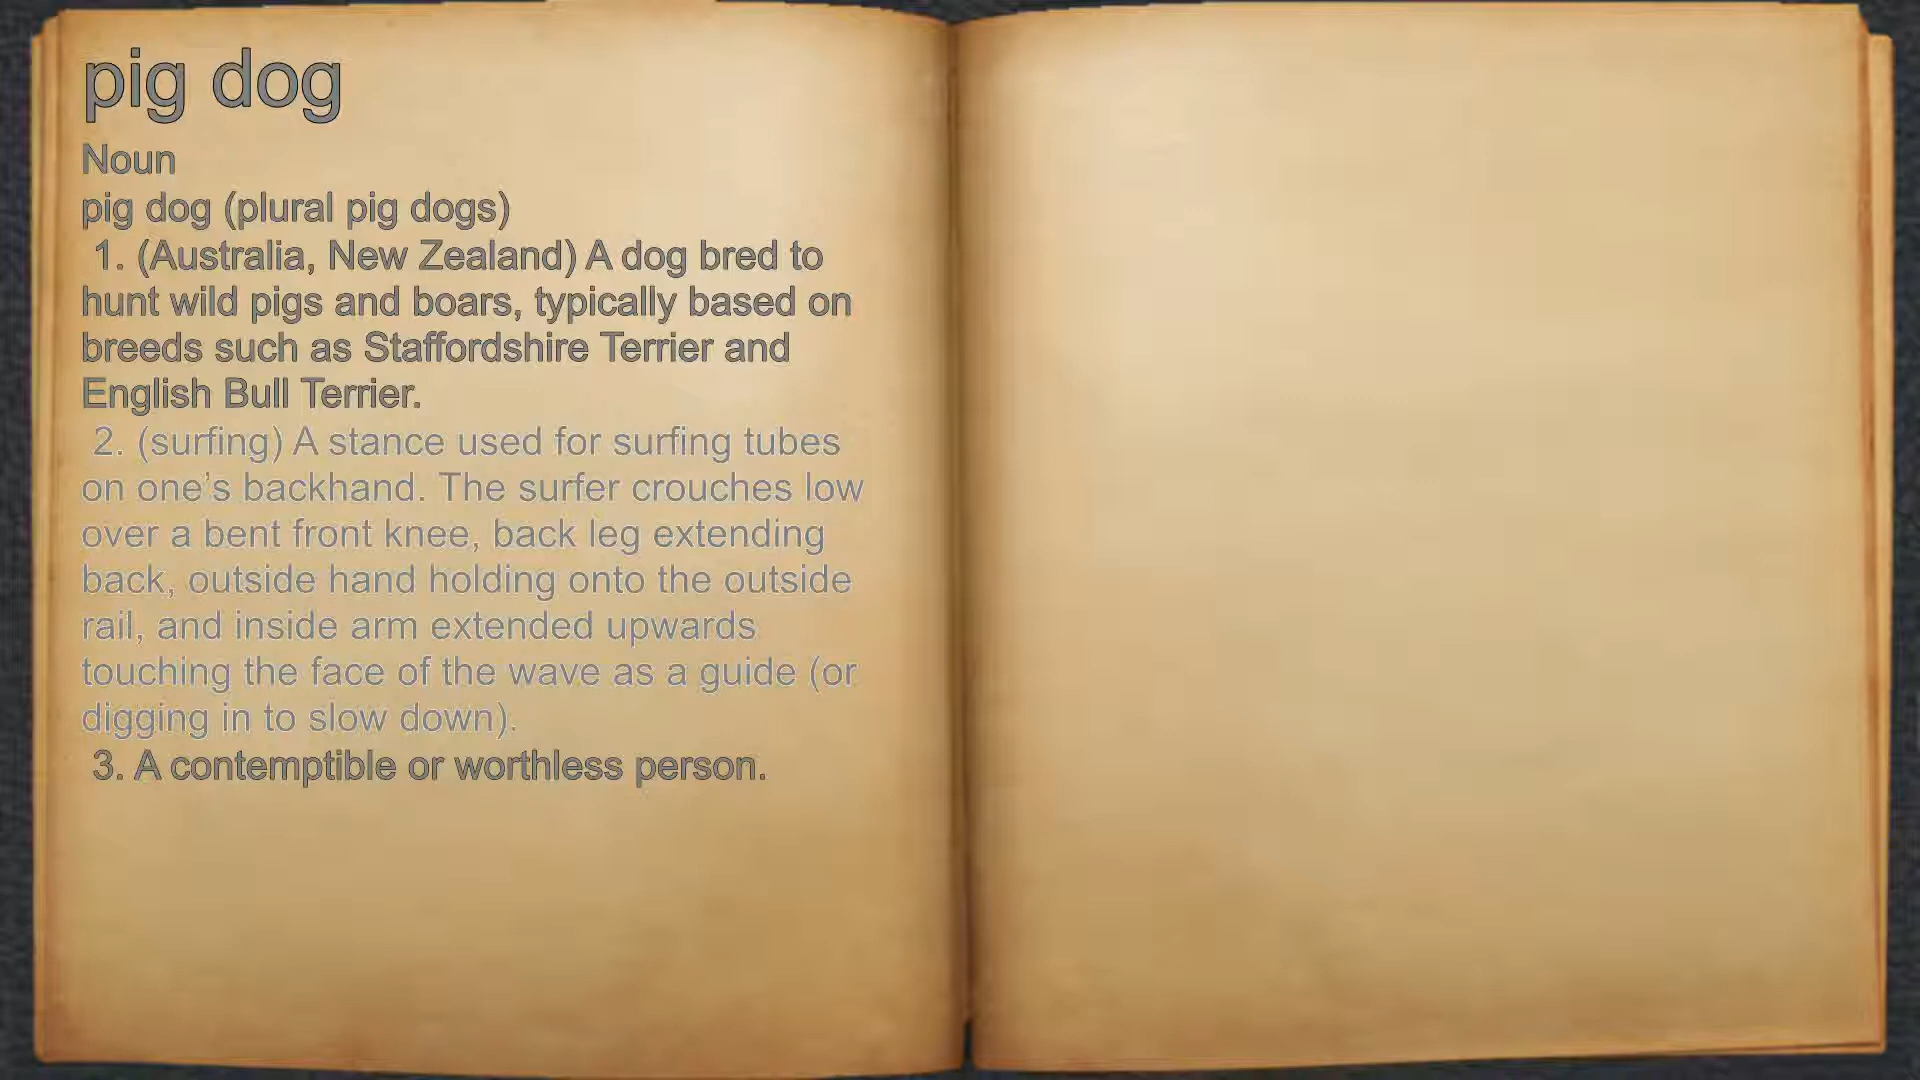 pig dog
Noun
pig dog (plural pig dogs)
1. (Australia, New Zealand) A dog bred to
hunt wild pigs and boars, typically based on
breeds such as Staffordshire Terrier and
English Bull Terrier.
2. (surfing) A stance used for surfing tubes
on one's backhand. The surfer crouches low
over a bent front knee, back leg extending
back, outside hand holding onto the outside
rail, and inside arm extended upwards
touching the face of the wave as a guide (or
digging in to slow down).
3. A contemptible or worthless person.